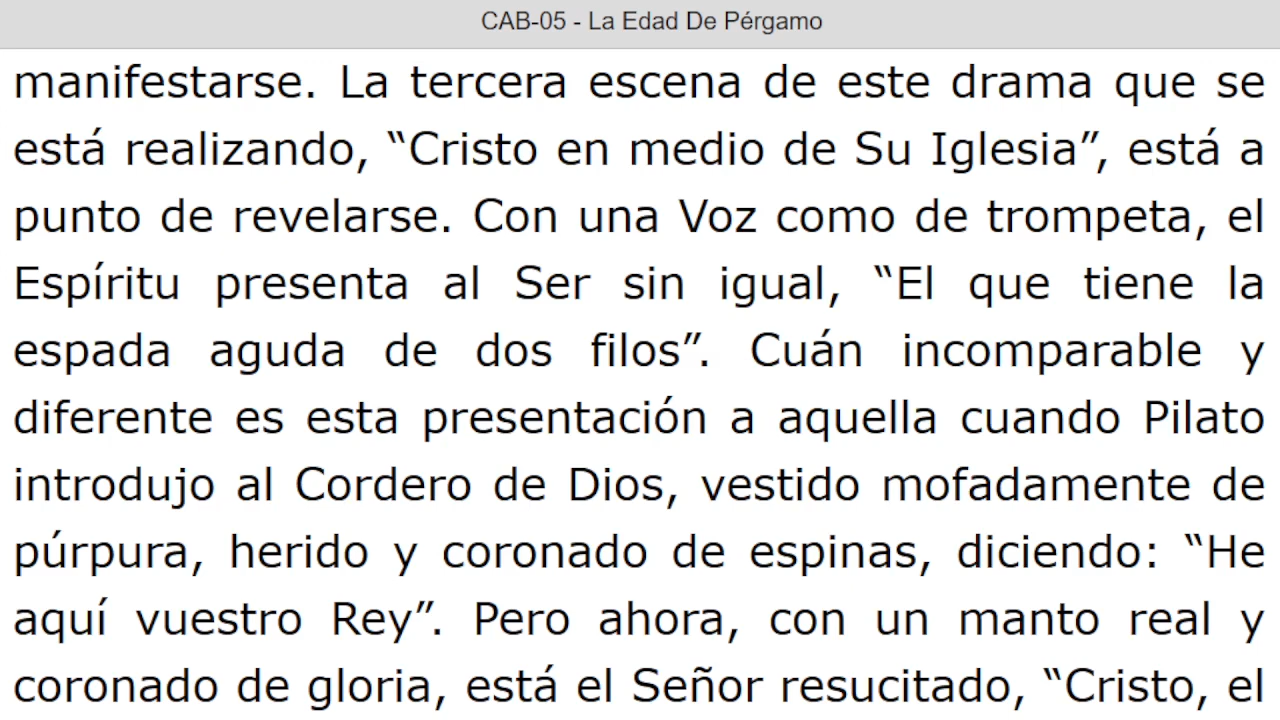 CAB-05 - La Edad De Pérgamo
manifestarse. La tercera escena de este drama que se
está realizando, “Cristo en medio de Su Iglesia”, está a
punto de revelarse. Con una Voz como de trompeta, el
Espíritu presenta al Ser sin igual, “El que tiene la
espada aguda de dos filos”. Cuán incomparable y
diferente es esta presentación a aquella cuando Pilato
introdujo al Cordero de Dios, vestido mofadamente de
púrpura, herido y coronado de espinas, diciendo: “He
aquí vuestro Rey”. Pero ahora, con un manto real y
coronado de gloria, está el Señor resucitado, “Cristo, el